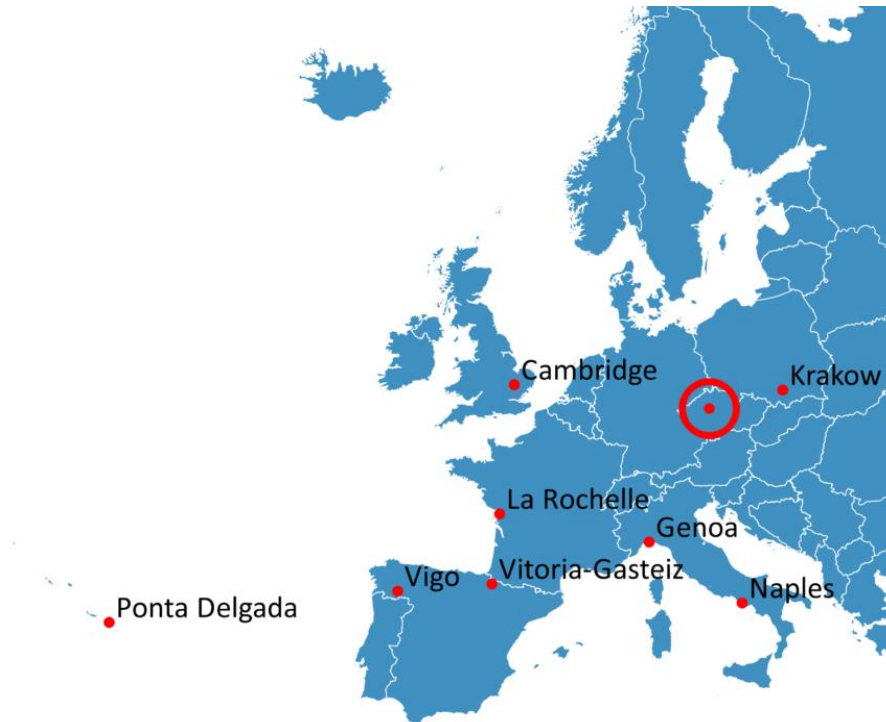 Cambridge
Krakow
La Rochelle
Genoa
Vigo
Vitoria-Gasteiz
Naples
Ponta Delgada